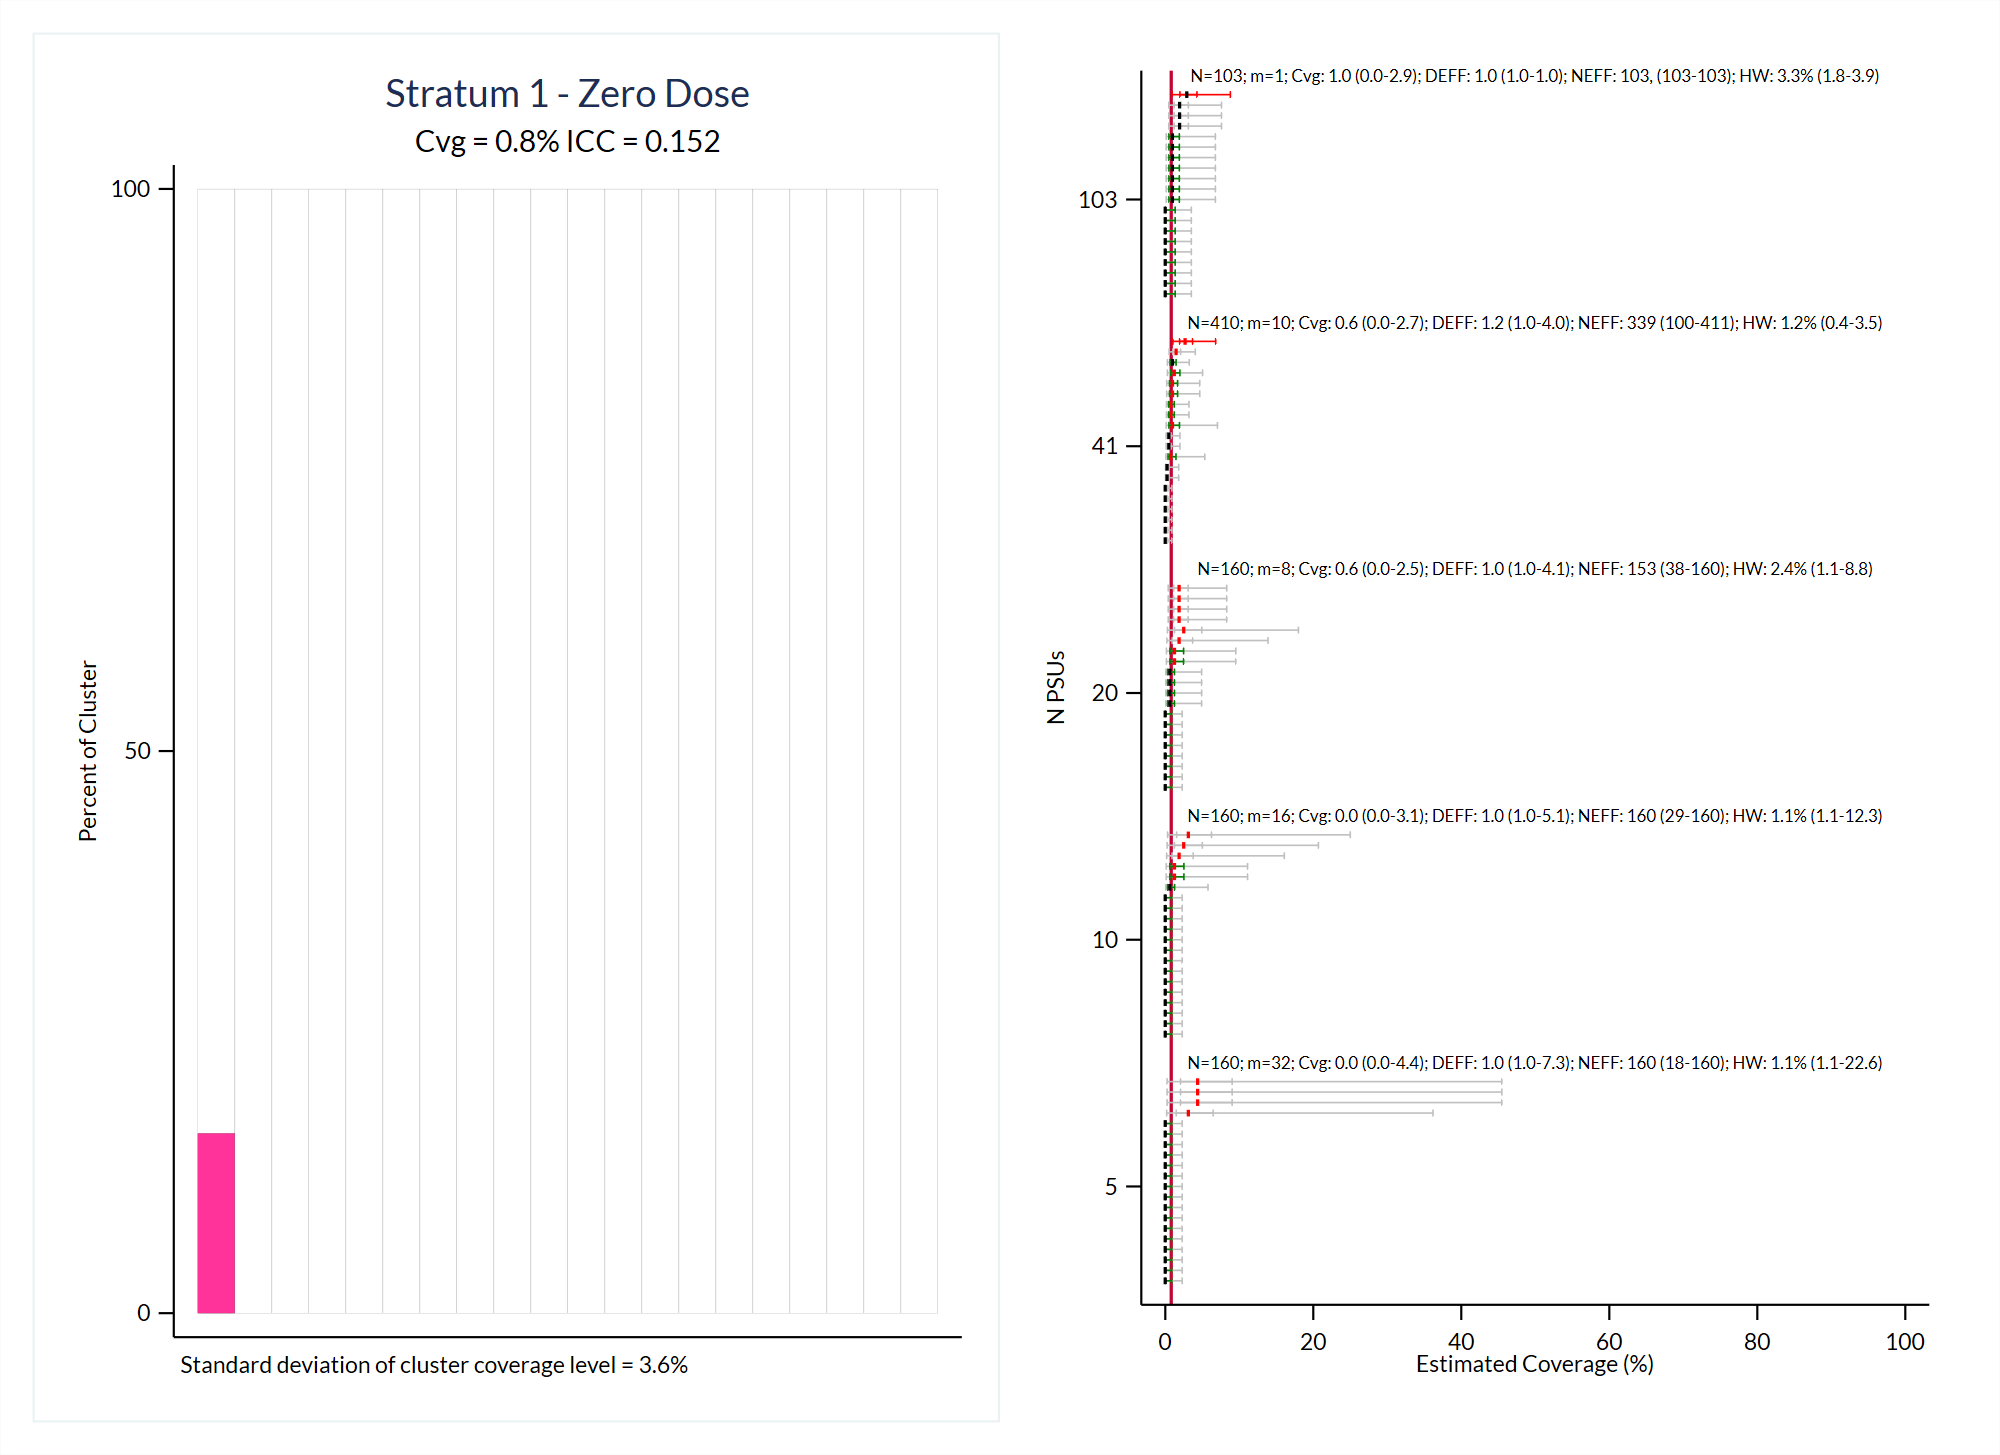 Stratum 1 - Zero Dose
Cvg = 0.8% ICC = 0.152
100
50
0
Percent of Cluster
Standard deviation of cluster coverage level = 3.6%
N=103; m=1; Cvg: 1.0 (0.0-2.9); DEFF: 1.0 (1.0-1.0); NEFF: 103, (103-103); HW: 3.3% (1.8-3.9)
103
N=410; m=10; Cvg: 0.6 (0.0-2.7); DEFF: 1.2 (1.0-4.0); NEFF: 339 (100-411); HW: 1.2% (0.4-3.5)
41
N=160; m=8; Cvg: 0.6 (0.0-2.5); DEFF: 1.0 (1.0-4.1); NEFF: 153 (38-160); HW: 2.4% (1.1-8.8)
20
N PSUs
N=160; m=16; Cvg: 0.0 (0.0-3.1); DEFF: 1.0 (1.0-5.1); NEFF: 160 (29-160); HW: 1.1% (1.1-12.3)
10
N=160; m=32; Cvg: 0.0 (0.0-4.4); DEFF: 1.0 (1.0-7.3); NEFF: 160 (18-160); HW: 1.1% (1.1-22.6)
5
0 20 40 60 80 100
Estimated Coverage (%)